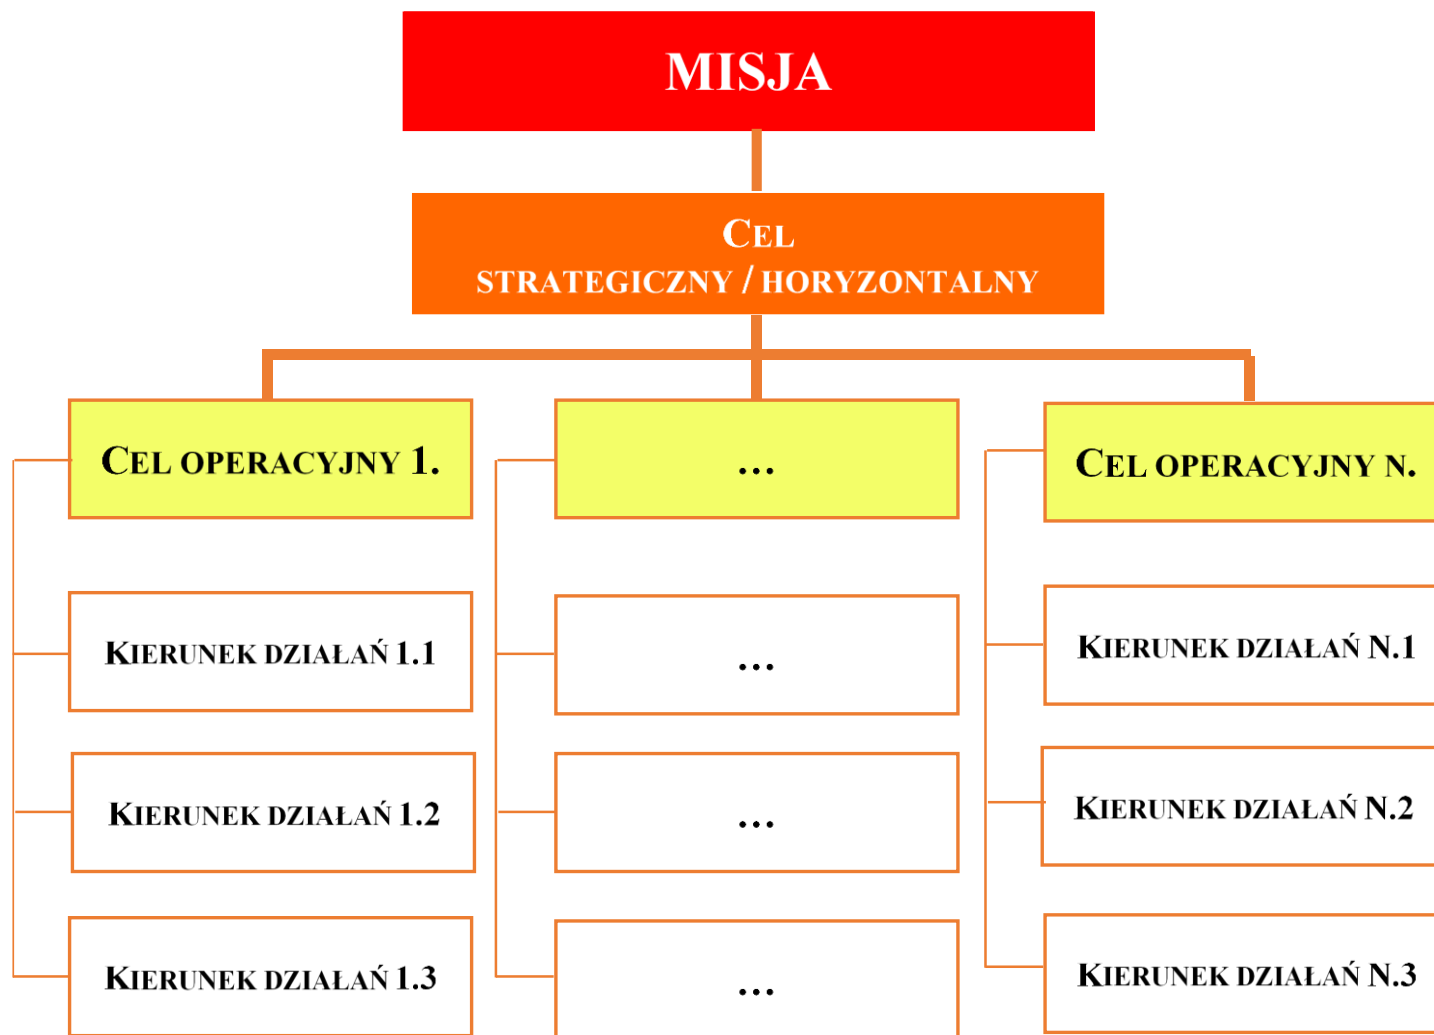 MISJA
CEL
STRATEGICZNY / HORYZONTALNY
CEL OPERACYJNY 1.
...
CEL OPERACYJNY N.
KIERUNEK DZIAŁAŃ 1.1
...
KIERUNEK DZIAŁAŃ N.1
KIERUNEK DZIAŁAŃ 1.2
...
KIERUNEK DZIAŁAŃ N.2
KIERUNEK DZIAŁAŃ 1.3
...
KIERUNEK DZIAŁAŃ N.3